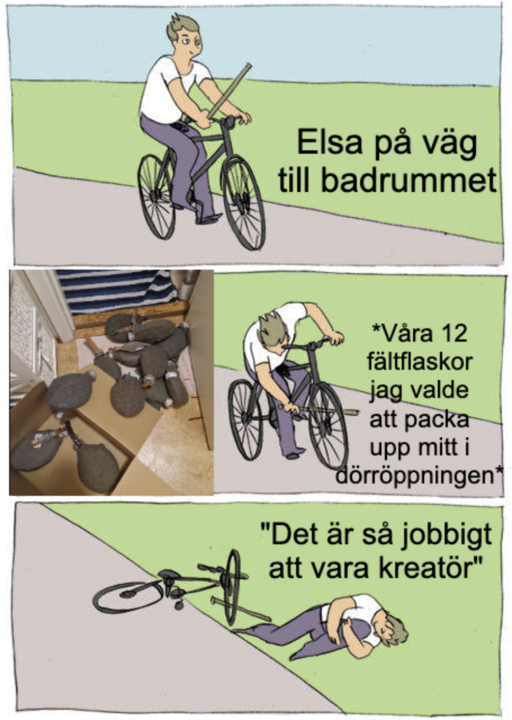 Elsa på väg
till badrummet
*Våra 12
fältflaskor
jag valde
att packa
upp mitt i
dörröppningen*
"Det är så jobbigt
att vara kreatör"